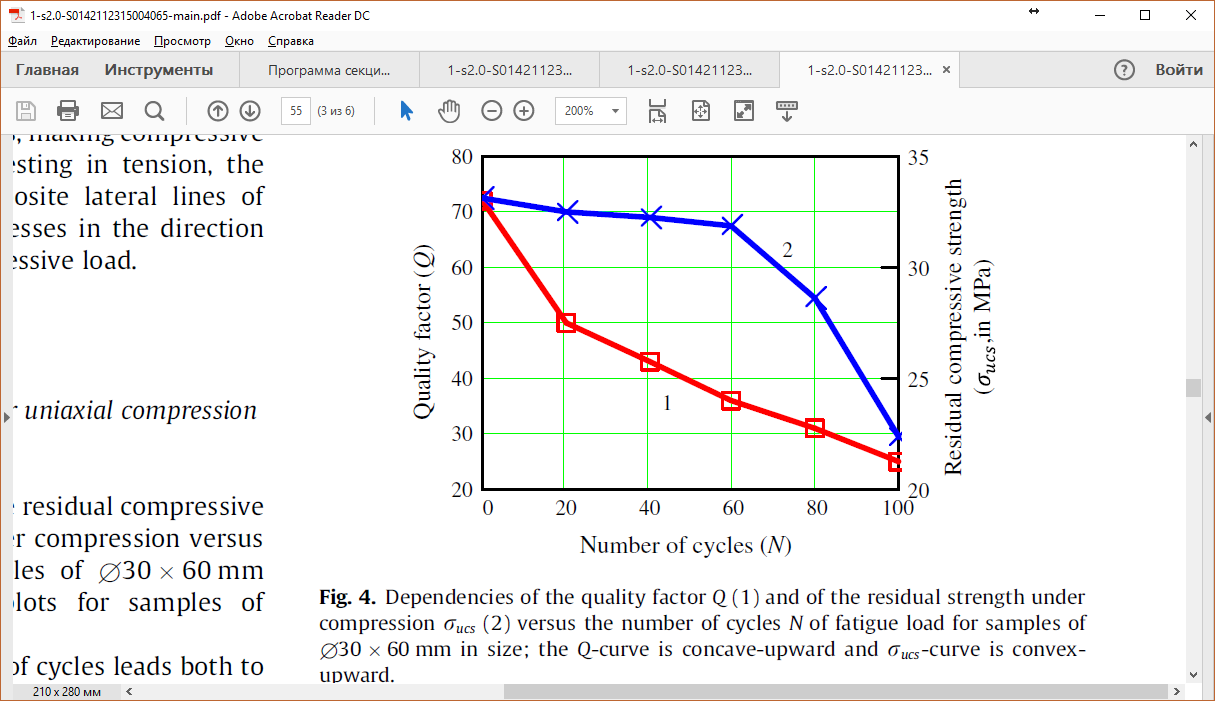 1-s2.0-S0142112315004065-main.pdf - Adobe Acrobat Reader DC
Файл Редактирование Просмотр Окно Справка
Главная Инструменты Программа секци... 1-s2.0-S01421123... 1-s2.0-S01421123... 1-s2.0-S01421123... × Войти
55 (3 из 6) 200%
making compressive
esting in tension, the
osite lateral lines of
esses in the direction
essive load.
uniaxial compression
residual compressive
er compression versus
les of ∅30 × 60 mm
lots for samples of
of cycles leads both to
80
70
60
50
40
30
20
Quality factor (Q)
35
30
25
20
Residual compressive strength
(σucs,in MPa)
2
1
0 20 40 60 80 100
Number of cycles (N)
Fig. 4. Dependencies of the quality factor Q (1) and of the residual strength under
compression σucs (2) versus the number of cycles N of fatigue load for samples of
∅30 × 60 mm in size; the Q-curve is concave-upward and σucs-curve is convex-
upward.
210 x 280 мм